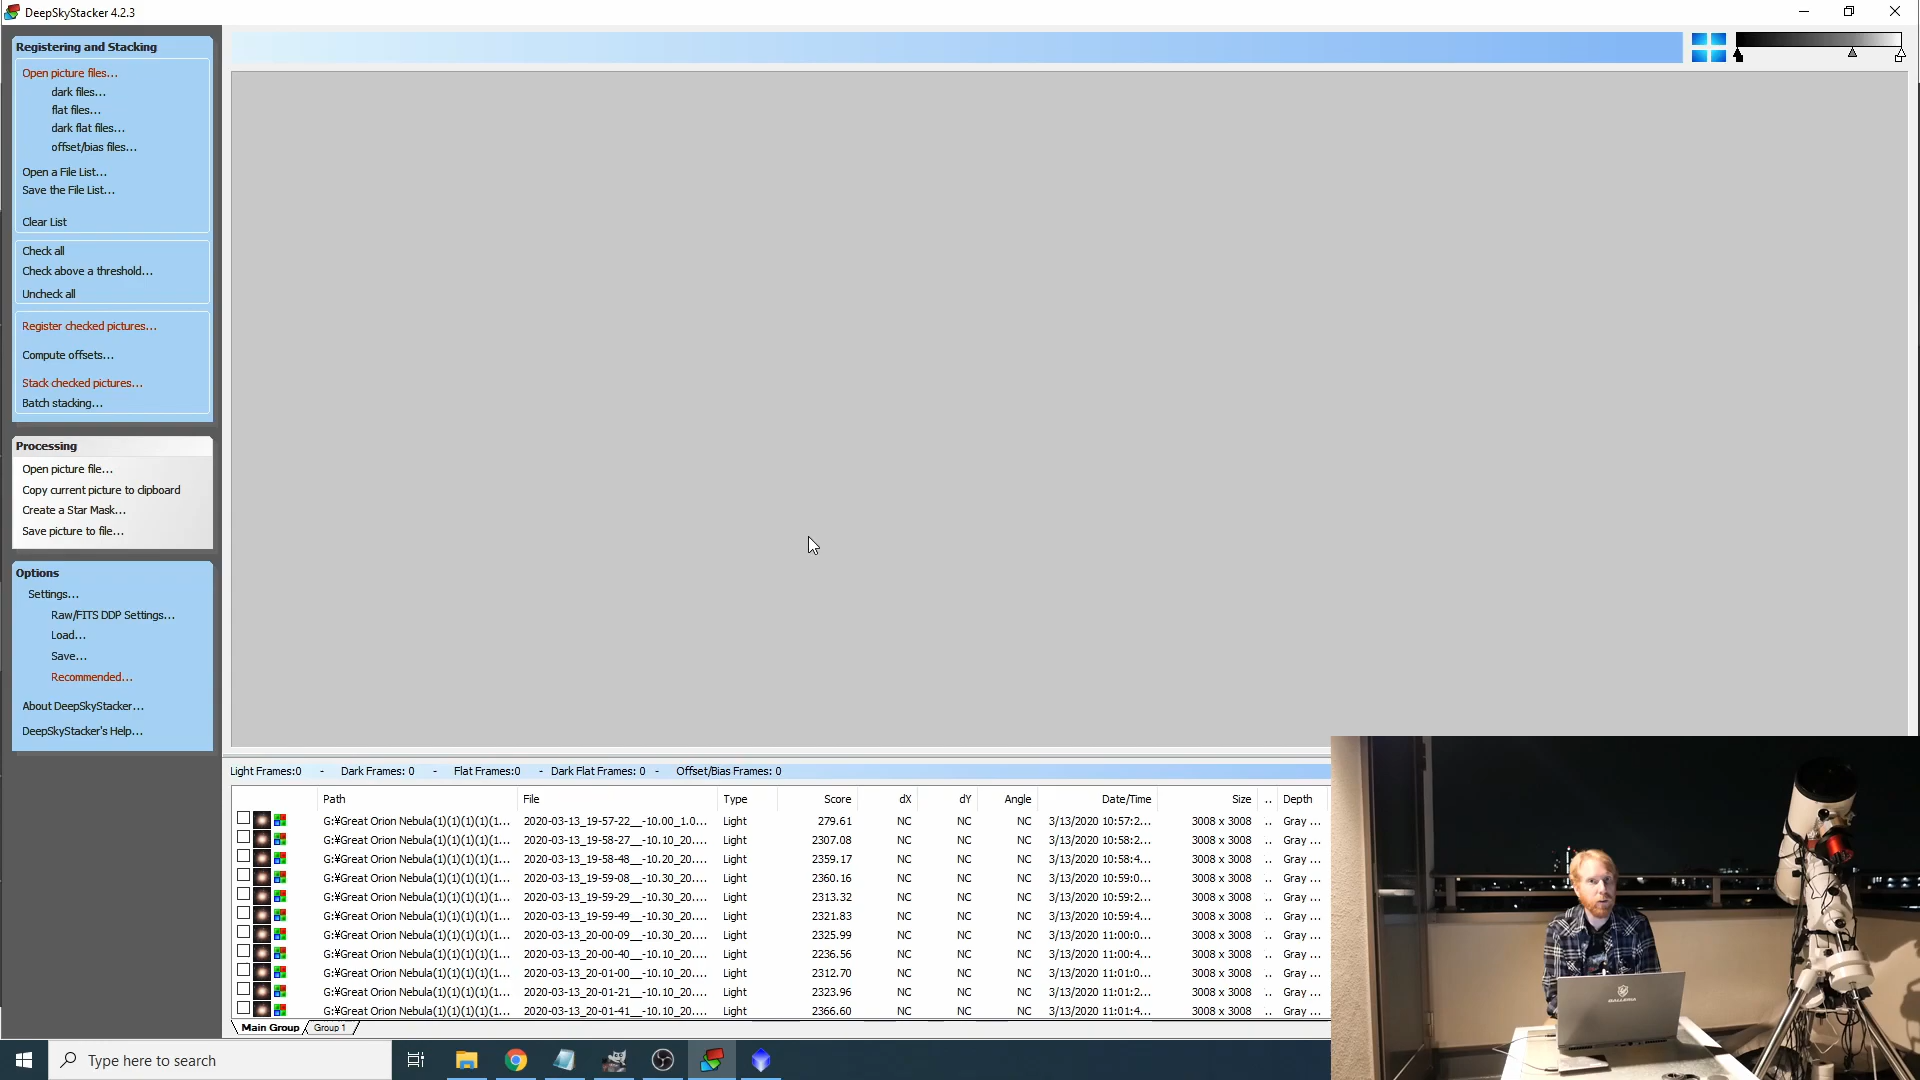 DeepSkyStacker 4.2.3
Registering and Stacking
Open picture files...
dark files...
flat files...
dark flat files...
offset/bias files...
Open a File List...
Save the File List...
Clear List
Check all
Check above a threshold...
Uncheck all
Register checked pictures...
Compute offsets...
Stack checked pictures...
Batch stacking...
Processing
Open picture file...
Copy current picture to clipboard
Create a Star Mask...
Save picture to file...
Options
Settings...
Raw/FITS DDP Settings...
Load...
Save...
Recommended...
About DeepSkyStacker...
DeepSkyStacker's Help...
Light Frames:0 - Dark Frames: 0 - Flat Frames:0 - Dark Flat Frames: 0 - Offset/Bias Frames: 0
Path File Type Score dX dY Angle Date/Time Size .. Depth
G:¥Great Orion Nebula(1)(1)(1)(1)(1... 2020-03-13_19-57-22__-10.00_1.0... Light 279.61 NC NC NC 3/13/2020 10:57:2... 3008 x 3008 .. Gray ...
G:¥Great Orion Nebula(1)(1)(1)(1)(1... 2020-03-13_19-58-27__-10.10_20.... Light 2307.08 NC NC NC 3/13/2020 10:58:2... 3008 x 3008 .. Gray ...
G:¥Great Orion Nebula(1)(1)(1)(1)(1... 2020-03-13_19-58-48__-10.20_20.... Light 2359.17 NC NC NC 3/13/2020 10:58:4... 3008 x 3008 .. Gray ...
G:¥Great Orion Nebula(1)(1)(1)(1)(1... 2020-03-13_19-59-08__-10.30_20.... Light 2360.16 NC NC NC 3/13/2020 10:59:0... 3008 x 3008 .. Gray ...
G:¥Great Orion Nebula(1)(1)(1)(1)(1... 2020-03-13_19-59-29__-10.30_20.... Light 2313.32 NC NC NC 3/13/2020 10:59:2... 3008 x 3008 .. Gray ...
G:¥Great Orion Nebula(1)(1)(1)(1)(1... 2020-03-13_19-59-49__-10.30_20.... Light 2321.83 NC NC NC 3/13/2020 10:59:4... 3008 x 3008 .. Gray ...
G:¥Great Orion Nebula(1)(1)(1)(1)(1... 2020-03-13_20-00-09__-10.30_20.... Light 2325.99 NC NC NC 3/13/2020 11:00:0... 3008 x 3008 .. Gray ...
G:¥Great Orion Nebula(1)(1)(1)(1)(1... 2020-03-13_20-00-40__-10.10_20.... Light 2236.56 NC NC NC 3/13/2020 11:00:4... 3008 x 3008 .. Gray ...
G:¥Great Orion Nebula(1)(1)(1)(1)(1... 2020-03-13_20-01-00__-10.10_20.... Light 2312.70 NC NC NC 3/13/2020 11:01:0... 3008 x 3008 .. Gray ...
G:¥Great Orion Nebula(1)(1)(1)(1)(1... 2020-03-13_20-01-21__-10.10_20.... Light 2323.96 NC NC NC 3/13/2020 11:01:2... 3008 x 3008 .. Gray ...
G:¥Great Orion Nebula(1)(1)(1)(1)(1... 2020-03-13_20-01-41__-10.10_20.... Light 2366.60 NC NC NC 3/13/2020 11:01:4... 3008 x 3008 .. Gray ...
Main Group Group 1
Type here to search
GALLERIA